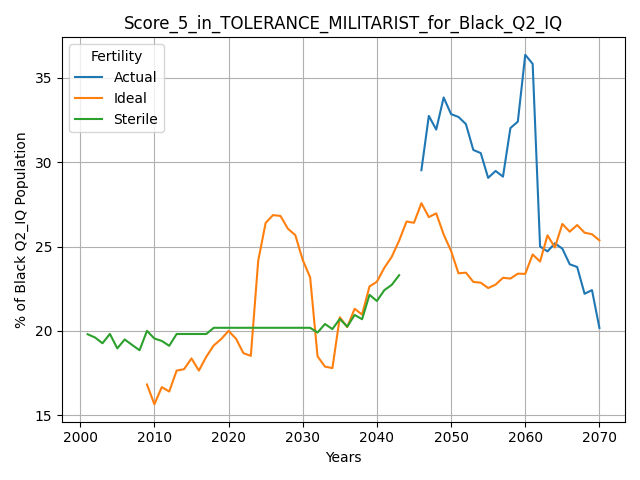 Score_5_in_TOLERANCE_MILITARIST_for_Black_Q2_IQ
Fertility
Actual
Ideal
Sterile
% of Black Q2_IQ Population
35
30
25
20
15
2000
2010
2020
2030
2040
2050
2060
2070
Years